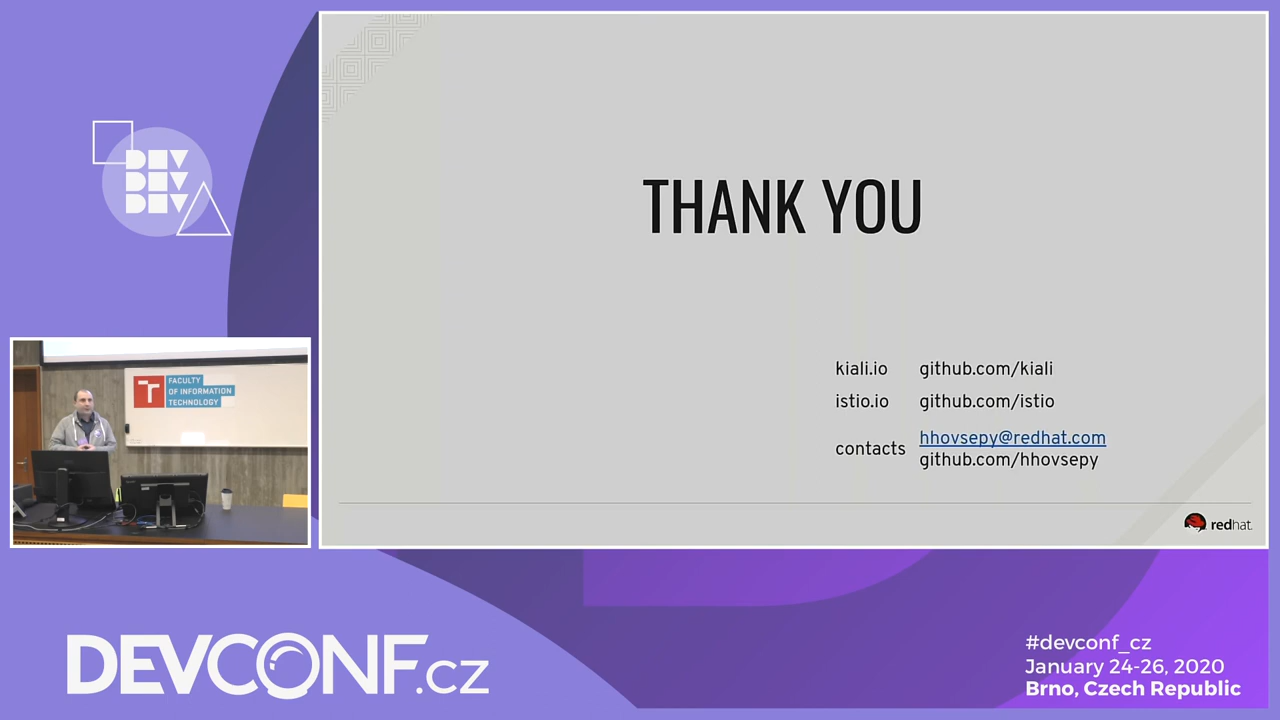 DEV
DEV
DEV
THANK YOU
kiali.io github.com/kiali
istio.io github.com/istio
contacts hhovsepy@redhat.com
github.com/hhovsepy
redhat
T FACULTY
OF INFORMATION
TECHNOLOGY
DEVCONF.cz
#devconf_cz
January 24-26, 2020
Brno, Czech Republic